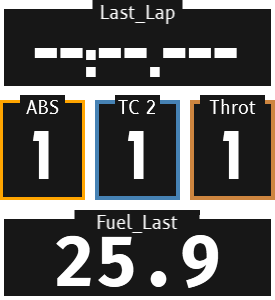 Last_Lap
--:--.---
ABS TC 2 Throt
1 1 1
Fuel_Last
25.9